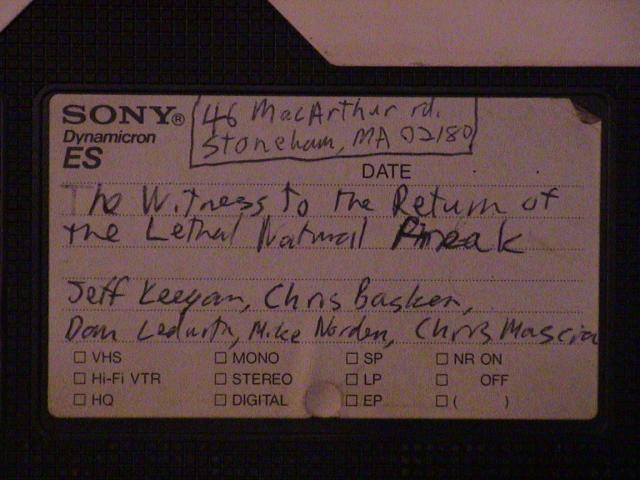 SONY®
Dynamicron
ES
46 MacArthur rd.
Stoneham, MA 02180
DATE
The Witness to the Return of
the Lethal Natural Freak
Jeff Keegan, Chris Basken,
Dan Mike Norden, Chris Mascia
VHS MONO SP NR ON
Hi-Fi VTR STEREO LP OFF
HQ DIGITAL EP ( )